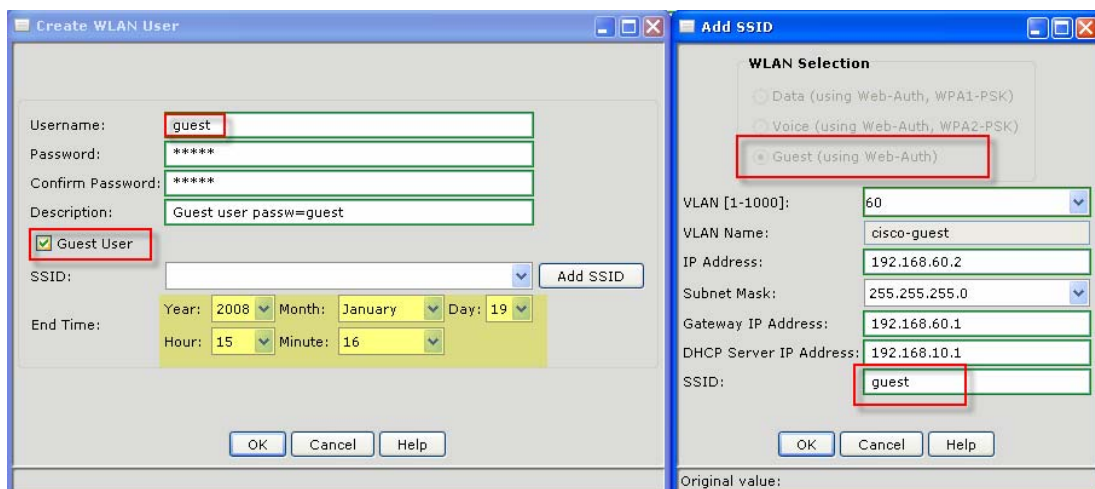 Create WLAN User
Username: guest
Password: *****
Confirm Password: *****
Description: Guest user passw=guest
Guest User
SSID: Add SSID
End Time: Year: 2008 Month: January Day: 19
Hour: 15 Minute: 16
OK Cancel Help
Add SSID
WLAN Selection
Data (using Web-Auth, WPA1-PSK)
Voice (using Web-Auth, WPA2-PSK)
Guest (using Web-Auth)
VLAN [1-1000]: 60
VLAN Name: cisco-guest
IP Address: 192.168.60.2
Subnet Mask: 255.255.255.0
Gateway IP Address: 192.168.60.1
DHCP Server IP Address: 192.168.10.1
SSID: guest
OK Cancel Help
Original value: